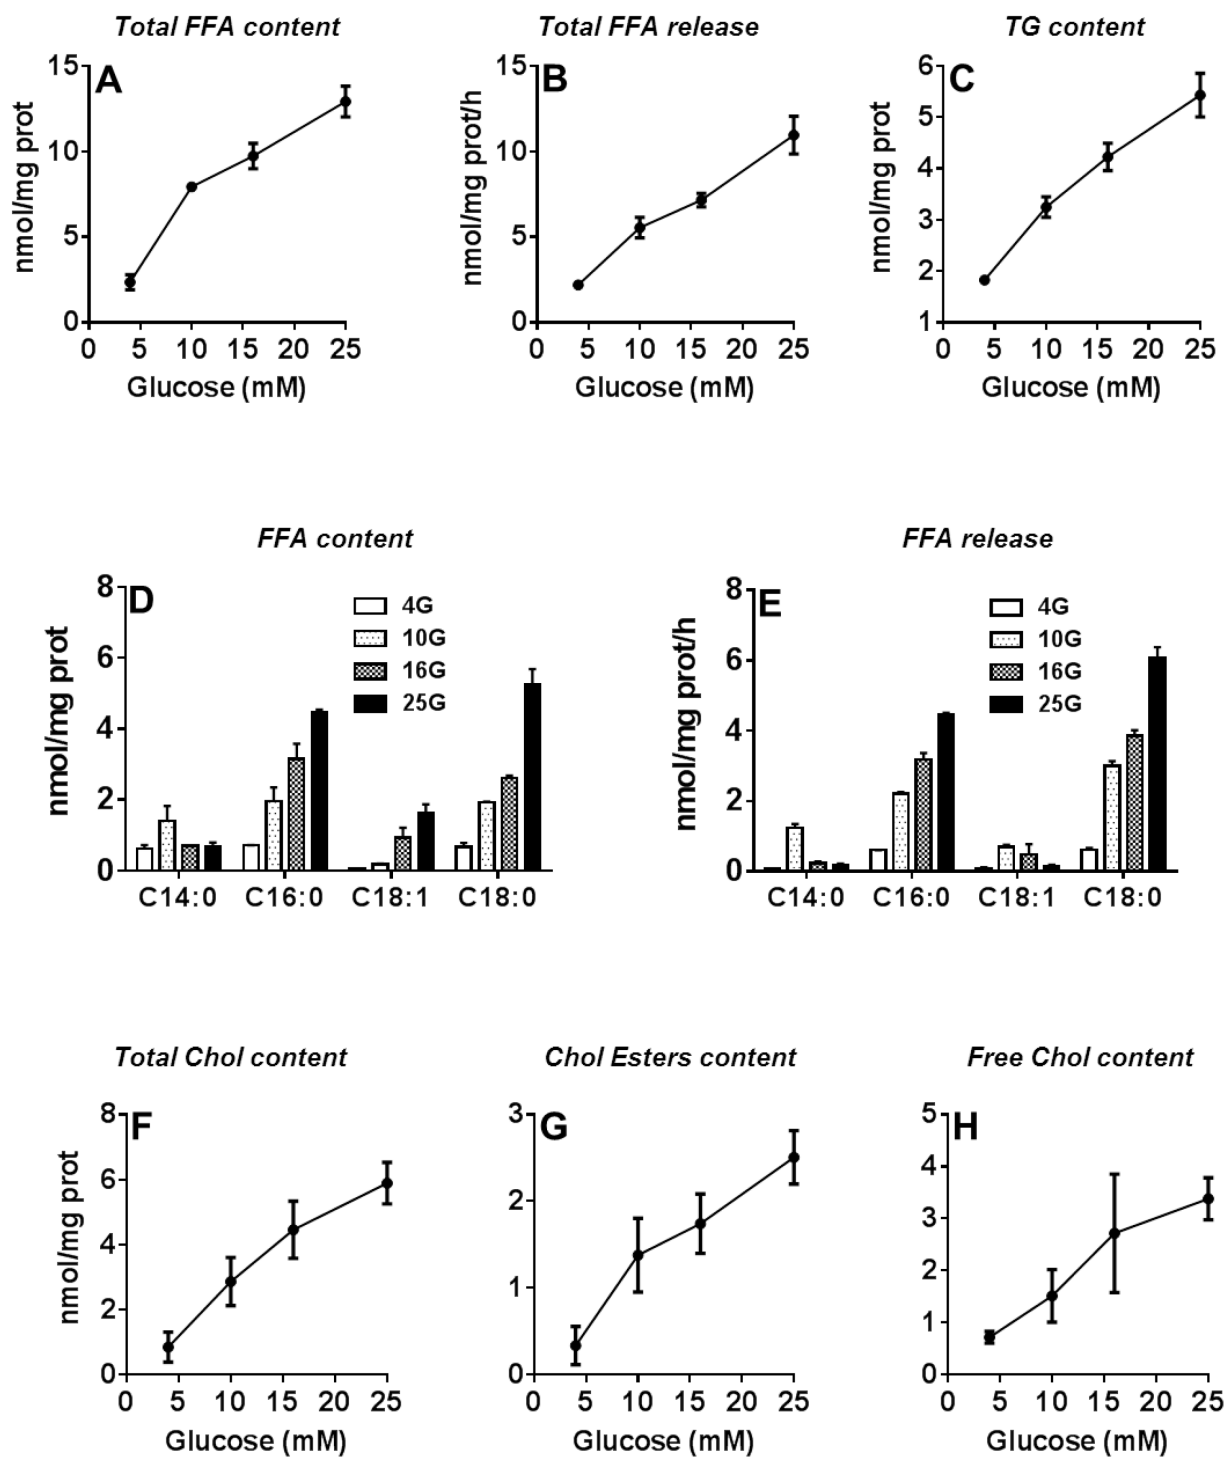 Total FFA content
Total FFA release
TG content
A
B
C
15
10
5
0
nmol/mg prot
0 5 10 15 20 25
Glucose (mM)
15
10
5
0
nmol/mg prot/h
0 5 10 15 20 25
Glucose (mM)
6
5
4
3
2
1
nmol/mg prot
0 5 10 15 20 25
Glucose (mM)
FFA content
FFA release
D
8
6
4
2
0
nmol/mg prot
4G
10G
16G
25G
C14:0 C16:0 C18:1 C18:0
E
8
6
4
2
0
nmol/mg prot/h
4G
10G
16G
25G
C14:0 C16:0 C18:1 C18:0
Total Chol content
Chol Esters content
Free Chol content
F
8
6
4
2
0
nmol/mg prot
0 5 10 15 20 25
Glucose (mM)
G
3
2
1
0
0 5 10 15 20 25
Glucose (mM)
H
5
4
3
2
1
0
0 5 10 15 20 25
Glucose (mM)